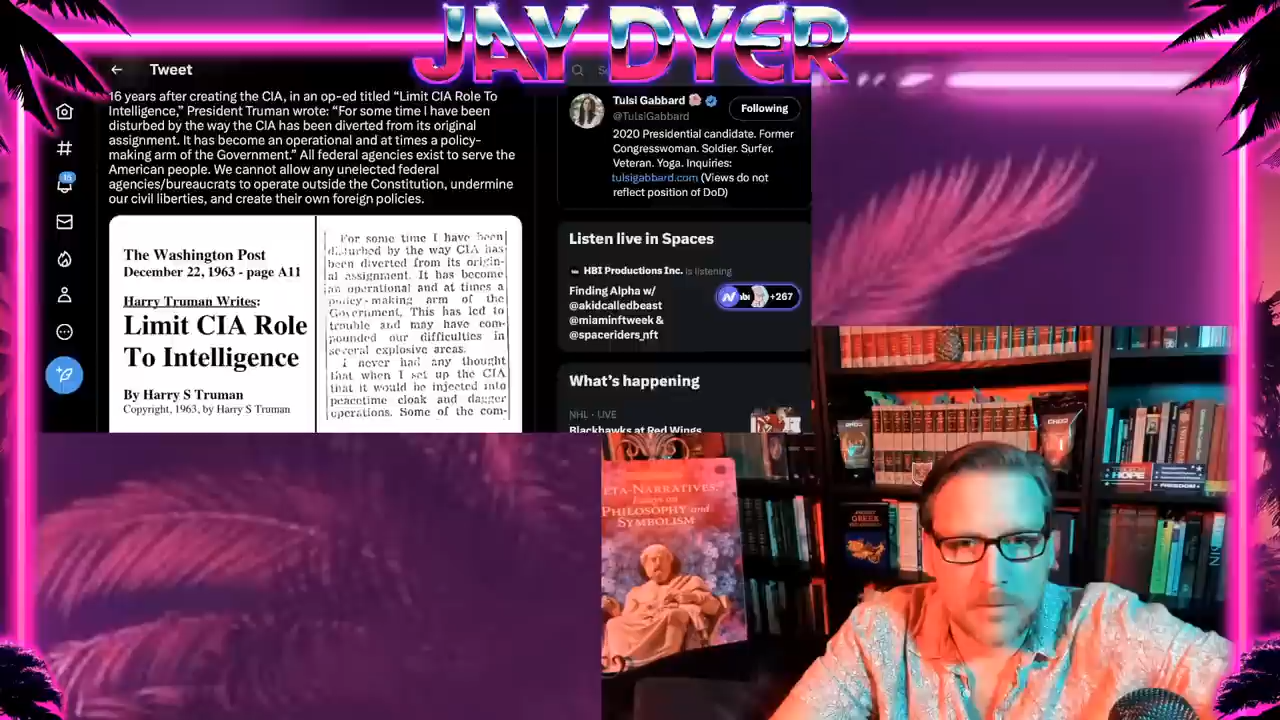 JAY DYER
Tweet
16 years after creating the CIA, in an op-ed titled “Limit CIA Role To
Intelligence,” President Truman wrote: “For some time I have been
disturbed by the way the CIA has been diverted from its original
assignment. It has become an operational and at times a policy-
making arm of the Government.” All federal agencies exist to serve the
American people. We cannot allow any unelected federal
agencies/bureaucrats to operate outside the Constitution, undermine
our civil liberties, and create their own foreign policies.
The Washington Post
December 22, 1963 - page A11
Harry Truman Writes:
Limit CIA Role
To Intelligence
By Harry S Truman
Copyright, 1963, by Harry S Truman
For some time I have been
disturbed by the way CIA has
been diverted from its origin-
al assignment. It has become
an operational and at times a
policy-making arm of the
Government. This has led to
trouble and may have com-
pounded our difficulties in
several explosive areas.
I never had any thought
that when I set up the CIA
that it would be injected into
peacetime cloak and dagger
operations. Some of the com-
15
Tulsi Gabbard
@TulsiGabbard
Following
2020 Presidential candidate. Former
Congresswoman. Soldier. Surfer.
Veteran. Yoga. Inquiries:
tulsigabbard.com (Views do not
reflect position of DoD)
Listen live in Spaces
HBI Productions Inc. is listening
Finding Alpha w/
@akidcalledbeast
@miaminftweek &
@spaceriders_nft
+267
What’s happening
NHL · LIVE
Blackhawks at Red Wings
ETA-NARRATIVES:
Essays on
PHILOSOPHY and
SYMBOLISM
GREEK
HOPE
FREEDOM